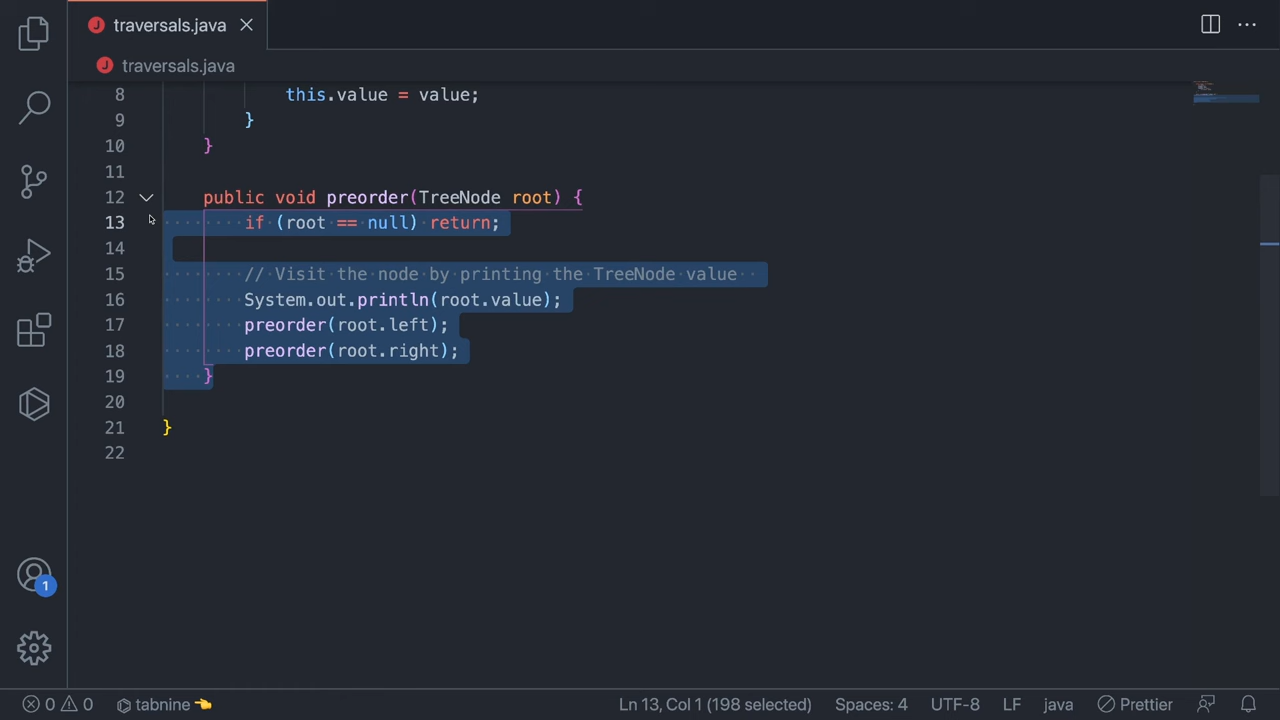 traversals.java
traversals.java
8 this.value = value;
9 }
10 }
11
12 public void preorder(TreeNode root) {
13 if (root == null) return;
14
15 // Visit the node by printing the TreeNode value
16 System.out.println(root.value);
17 preorder(root.left);
18 preorder(root.right);
19 }
20
21 }
22
1
0 0 tabnine 👈 Ln 13, Col 1 (198 selected) Spaces: 4 UTF-8 LF java Prettier